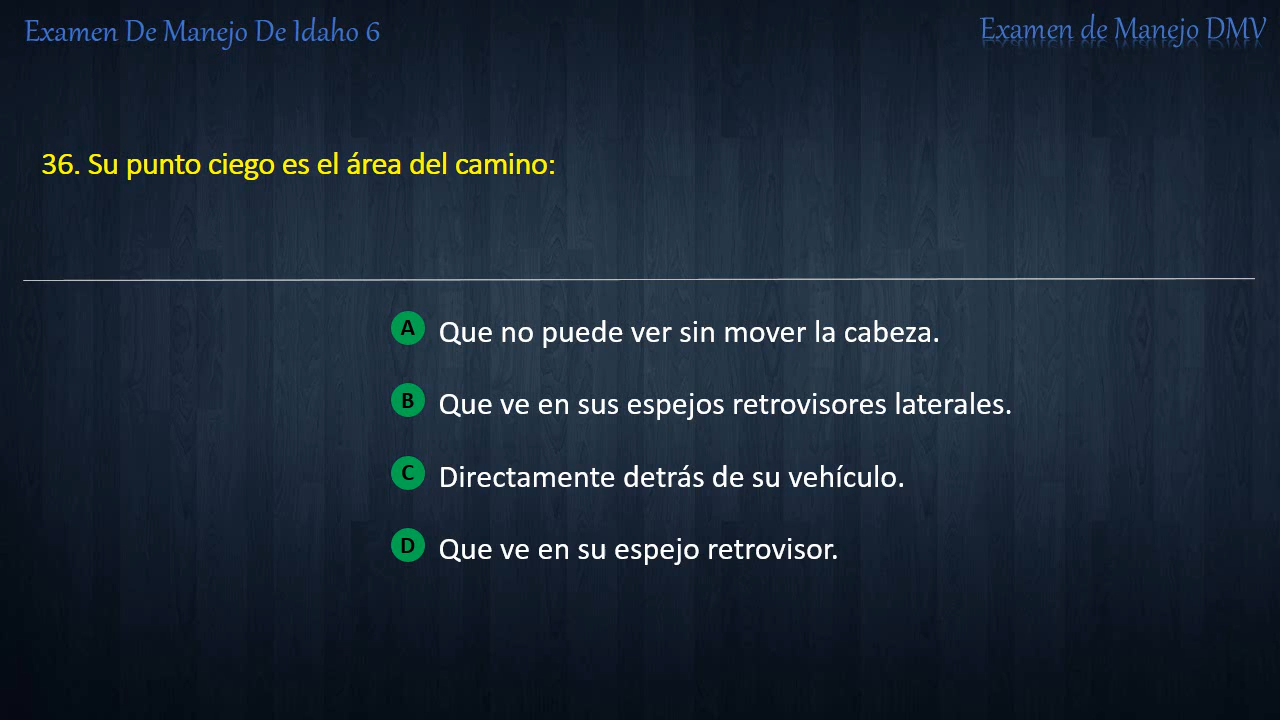 Examen De Manejo De Idaho 6
Examen de Manejo DMV
36. Su punto ciego es el área del camino:
A Que no puede ver sin mover la cabeza.
B Que ve en sus espejos retrovisores laterales.
C Directamente detrás de su vehículo.
D Que ve en su espejo retrovisor.